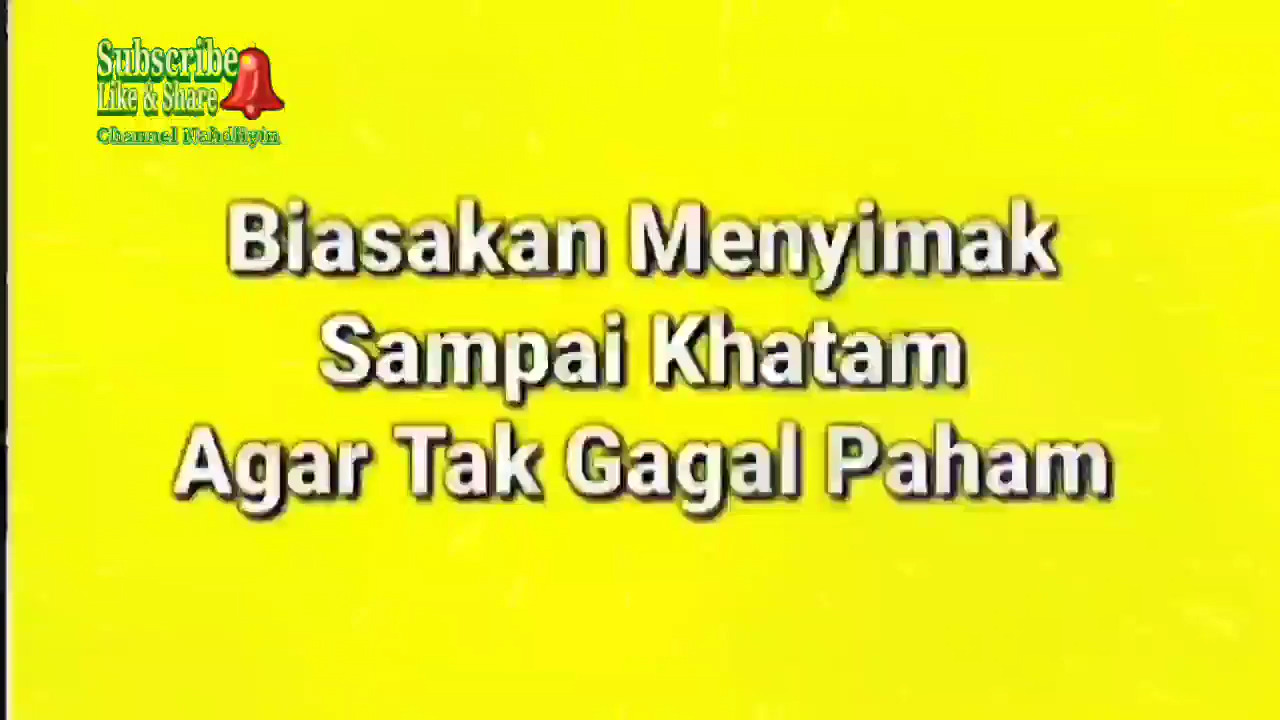 Subscribe
Like & Share
Channel Nahdliyin
Biasakan Menyimak
Sampai Khatam
Agar Tak Gagal Paham